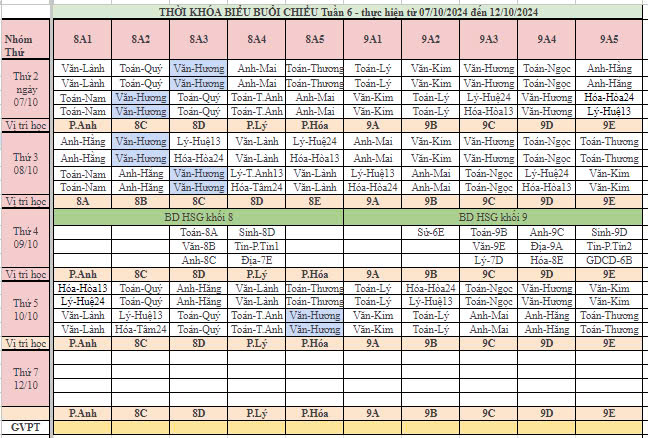 THỜI KHÓA BIỂU BUỔI CHIỀU Tuần 6 - thực hiện từ 07/10/2024 đến 12/10/2024
Nhóm Thứ 8A1 8A2 8A3 8A4 8A5 9A1 9A2 9A3 9A4 9A5
Thứ 2 ngày 07/10
Văn-Lành Toán-Quý Văn-Hương Anh-Mai Toán-Thương Toán-Lý Văn-Kim Văn-Hương Toán-Ngọc Anh-Hằng
Văn-Lành Toán-Quý Văn-Hương Anh-Mai Toán-Thương Toán-Lý Văn-Kim Văn-Hương Toán-Ngọc Anh-Hằng
Toán-Nam Văn-Hương Toán-Quý Toán-T.Anh Anh-Mai Văn-Kim Toán-Lý Lý-Huệ24 Văn-Hương Hóa-Hòa24
Toán-Nam Văn-Hương Toán-Quý Toán-T.Anh Anh-Mai Văn-Kim Toán-Lý Hóa-Hòa13 Văn-Hương Lý-Huệ13
Vị trí học P.Anh 8C 8D P.Lý P.Hóa 9A 9B 9C 9D 9E
Thứ 3 08/10
Anh-Hằng Văn-Hương Lý-Huệ13 Văn-Lành Lý-Huệ24 Anh-Mai Văn-Kim Văn-Hương Toán-Ngọc Toán-Thương
Anh-Hằng Văn-Hương Hóa-Hòa24 Văn-Lành Hóa-Hòa13 Anh-Mai Văn-Kim Văn-Hương Toán-Ngọc Toán-Thương
Toán-Nam Anh-Hăng Văn-Hương Lý-T.Anh13 Văn-Lành Lý-Huệ13 Anh-Mai Toán-Ngọc Lý-Huệ24 Văn-Kim
Toán-Nam Anh-Hăng Văn-Hương Hóa-Tâm24 Văn-Lành Hóa-Hòa24 Anh-Mai Toán-Ngọc Hóa-Hòa13 Văn-Kim
Vị trí học 8A 8B 8C 8D 8E 9A 9B 9C 9D 9E
Thứ 4 09/10
BD HSG khối 8 BD HSG khối 9
Toán-8A Sinh-8D Sử-6E Toán-9B Anh-9C Sinh-9D
Văn-8B Tin-P.Tin1 Văn-9E Địa-9A Tin-P.Tin2
Anh-8C Địa-7E Lý-7D Hóa-8E GDCD-6B
Vị trí học P.Anh 8C 8D P.Lý P.Hóa 9A 9B 9C 9D 9E
Thứ 5 10/10
Hóa-Hòa13 Toán-Quý Anh-Hăng Văn-Lành Toán-Thương Toán-Lý Hóa-Hòa24 Toán-Ngọc Văn-Hương Văn-Kim
Lý-Huệ24 Toán-Quý Anh-Hăng Văn-Lành Toán-Thương Toán-Lý Lý-Huệ13 Toán-Ngọc Văn-Hương Văn-Kim
Văn-Lành Lý-Huệ13 Toán-Quý Toán-T.Anh Văn-Hương Văn-Kim Toán-Lý Anh-Mai Anh-Hăng Toán-Thương
Văn-Lành Hóa-Tâm24 Toán-Quý Toán-T.Anh Văn-Hương Văn-Kim Toán-Lý Anh-Mai Anh-Hăng Toán-Thương
Vị trí học P.Anh 8C 8D P.Lý P.Hóa 9A 9B 9C 9D 9E
Thứ 7 12/10
P.Anh 8C 8D P.Lý P.Hóa 9A 9B 9C 9D 9E
GVPT